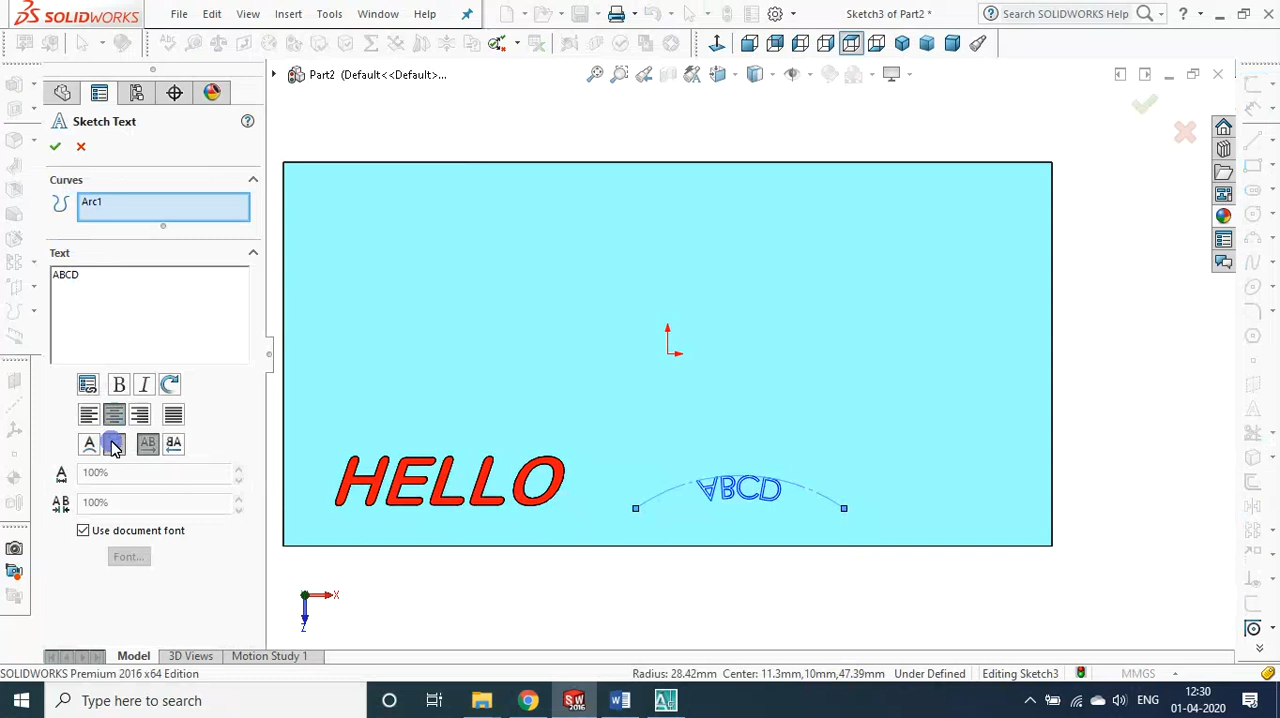 SOLIDWORKS File Edit View Insert Tools Window Help Sketch3 of Part2 * Search SOLIDWORKS Help
Part2 (Default<<Default>...
Sketch Text
Curves
Arc1
Text
ABCD
B I
AB
100%
100%
Use document font
Font...
HELLO
ABCD
X
Z
Model 3D Views Motion Study 1
SOLIDWORKS Premium 2016 x64 Edition Radius: 28.42mm Center: 11.3mm,10mm,47.39mm Under Defined Editing Sketch3 MMGS
Type here to search ENG 12:30
01-04-2020